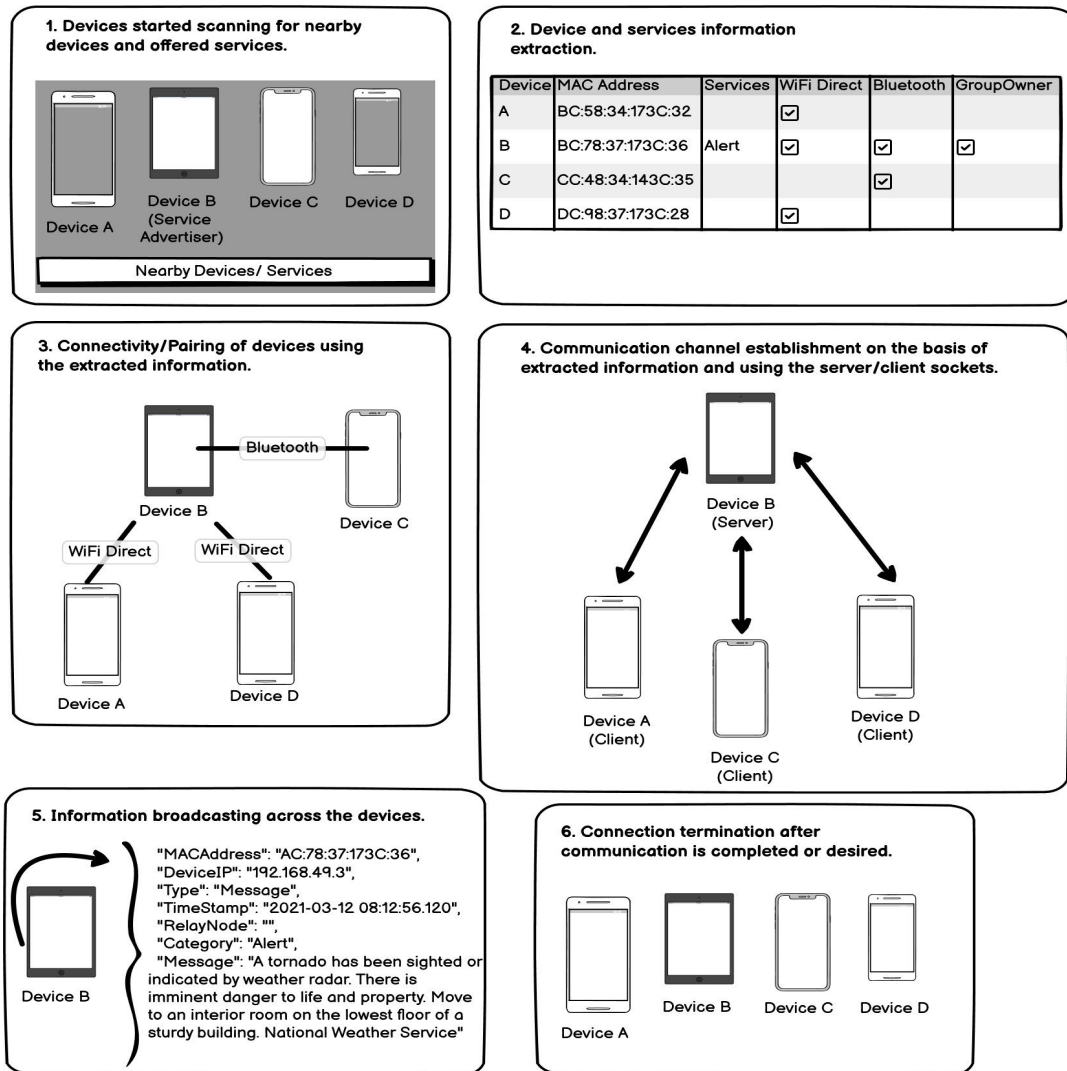 1. Devices started scanning for nearby
devices and offered services.
Device A
Device B
(Service
Advertiser)
Device C
Device D
Nearby Devices/ Services
2. Device and services information
extraction.
Device MAC Address Services WiFi Direct Bluetooth GroupOwner
A BC:58:34:173C:32
B BC:78:37:173C:36 Alert
C CC:48:34:143C:35
D DC:98:37:173C:28
3. Connectivity/Pairing of devices using
the extracted information.
Bluetooth
Device B
Device C
WiFi Direct
WiFi Direct
Device A
Device D
4. Communication channel establishment on the basis of
extracted information and using the server/client sockets.
Device B
(Server)
Device A
(Client)
Device C
(Client)
Device D
(Client)
5. Information broadcasting across the devices.
Device B
"MACAddress": "AC:78:37:173C:36",
"DeviceIP": "192.168.49.3",
"Type": "Message",
"TimeStamp": "2021-03-12 08:12:56.120",
"RelayNode": "",
"Category": "Alert",
"Message": "A tornado has been sighted or
indicated by weather radar. There is
imminent danger to life and property. Move
to an interior room on the lowest floor of a
sturdy building. National Weather Service"
6. Connection termination after
communication is completed or desired.
Device A
Device B
Device C
Device D